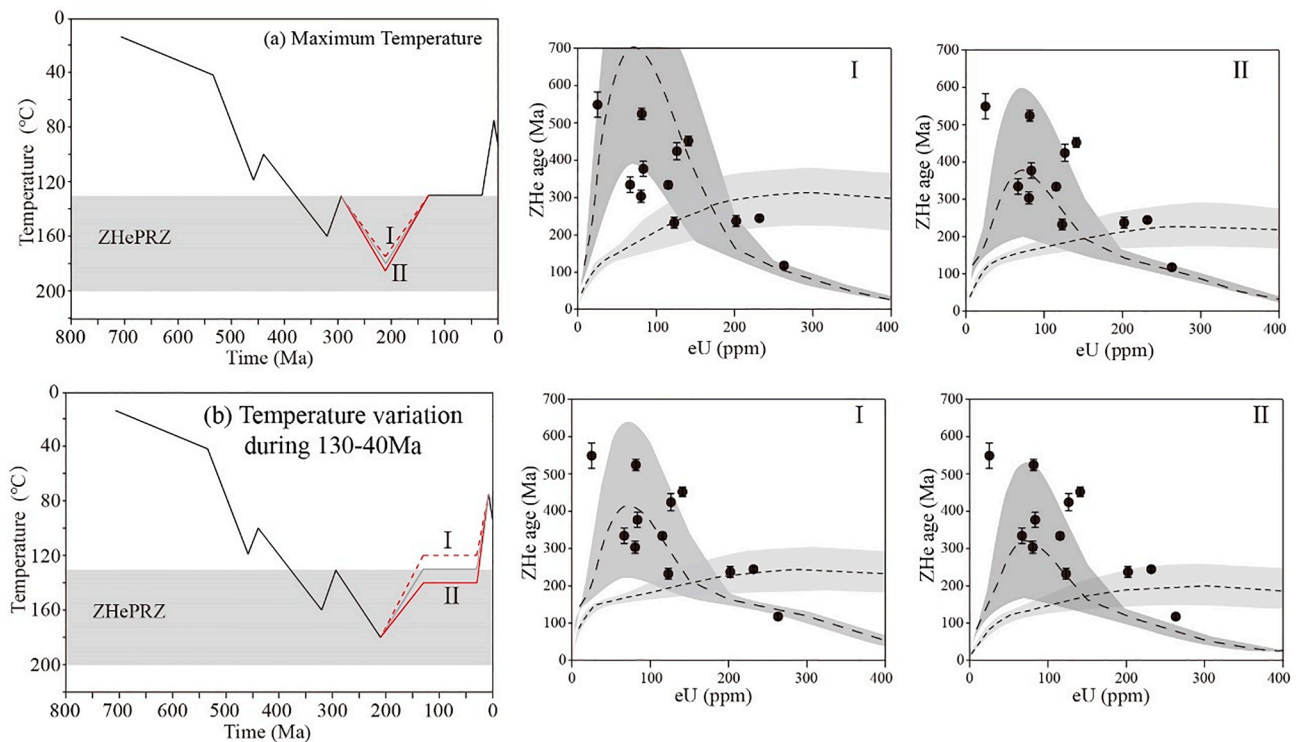 (a) Maximum Temperature
0
40
80
120
160
200
Temperature (°C)
ZHePRZ
I
II
800 700 600 500 400 300 200 100 0
Time (Ma)
I
700
600
500
400
300
200
100
0
ZHe age (Ma)
0 100 200 300 400
eU (ppm)
II
700
600
500
400
300
200
100
0
ZHe age (Ma)
0 100 200 300 400
eU (ppm)
(b) Temperature variation
during 130-40Ma
0
40
80
120
160
200
Temperature (°C)
ZHePRZ
I
II
800 700 600 500 400 300 200 100 0
Time (Ma)
I
700
600
500
400
300
200
100
0
ZHe age (Ma)
0 100 200 300 400
eU (ppm)
II
700
600
500
400
300
200
100
0
ZHe age (Ma)
0 100 200 300 400
eU (ppm)